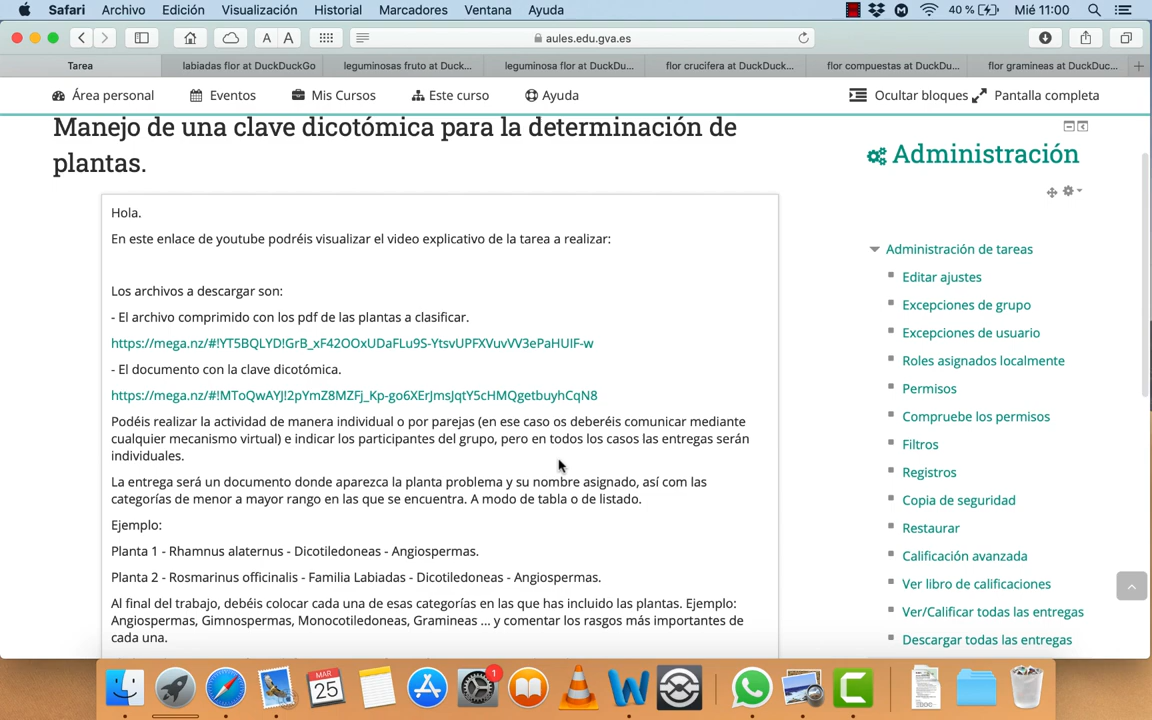 Safari Archivo Edición Visualización Historial Marcadores Ventana Ayuda 40 % Mié 11:00
A A aules.edu.gva.es
Tarea labiadas flor at DuckDuckGo leguminosas fruto at Duck... leguminosa flor at DuckDu... flor crucifera at DuckDuck... flor compuestas at DuckDu... flor gramineas at DuckDuc...
Área personal Eventos Mis Cursos Este curso Ayuda Ocultar bloques Pantalla completa
Manejo de una clave dicotómica para la determinación de
plantas.
Hola.
En este enlace de youtube podréis visualizar el video explicativo de la tarea a realizar:
Los archivos a descargar son:
- El archivo comprimido con los pdf de las plantas a clasificar.
https://mega.nz/#!YT5BQLYD!GrB_xF42OOxUDaFLu9S-YtsvUPFXVuvVV3ePaHUIF-w
- El documento con la clave dicotómica.
https://mega.nz/#!MToQwAYJ!2pYmZ8MZFj_Kp-go6XErJmsJqtY5cHMQgetbuyhCqN8
Podéis realizar la actividad de manera individual o por parejas (en ese caso os deberéis comunicar mediante
cualquier mecanismo virtual) e indicar los participantes del grupo, pero en todos los casos las entregas serán
individuales.
La entrega será un documento donde aparezca la planta problema y su nombre asignado, así com las
categorías de menor a mayor rango en las que se encuentra. A modo de tabla o de listado.
Ejemplo:
Planta 1 - Rhamnus alaternus - Dicotiledoneas - Angiospermas.
Planta 2 - Rosmarinus officinalis - Familia Labiadas - Dicotiledoneas - Angiospermas.
Al final del trabajo, debéis colocar cada una de esas categorías en las que has incluido las plantas. Ejemplo:
Angiospermas, Gimnospermas, Monocotiledoneas, Gramineas ... y comentar los rasgos más importantes de
cada una.
Administración
Administración de tareas
Editar ajustes
Excepciones de grupo
Excepciones de usuario
Roles asignados localmente
Permisos
Compruebe los permisos
Filtros
Registros
Copia de seguridad
Restaurar
Calificación avanzada
Ver libro de calificaciones
Ver/Calificar todas las entregas
Descargar todas las entregas
MAR
25
1